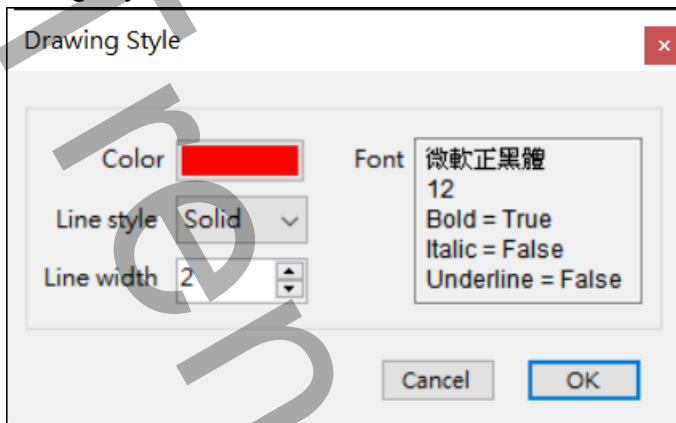 Drawing Style
Color
Line style Solid
Line width 2
Font
微軟正黑體
12
Bold = True
Italic = False
Underline = False
Cancel OK